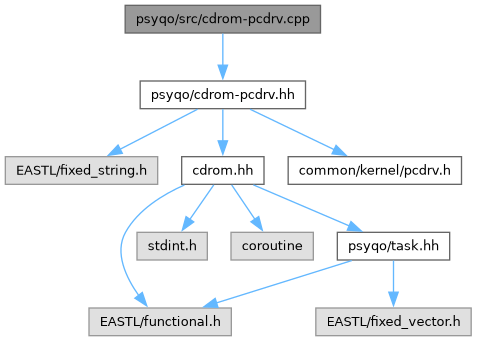 psyqo/src/cdrom-pcdrv.cpp
psyqo/cdrom-pcdrv.hh
EASTL/fixed_string.h
cdrom.hh
common/kernel/pcdrv.h
stdint.h
coroutine
psyqo/task.hh
EASTL/functional.h
EASTL/fixed_vector.h